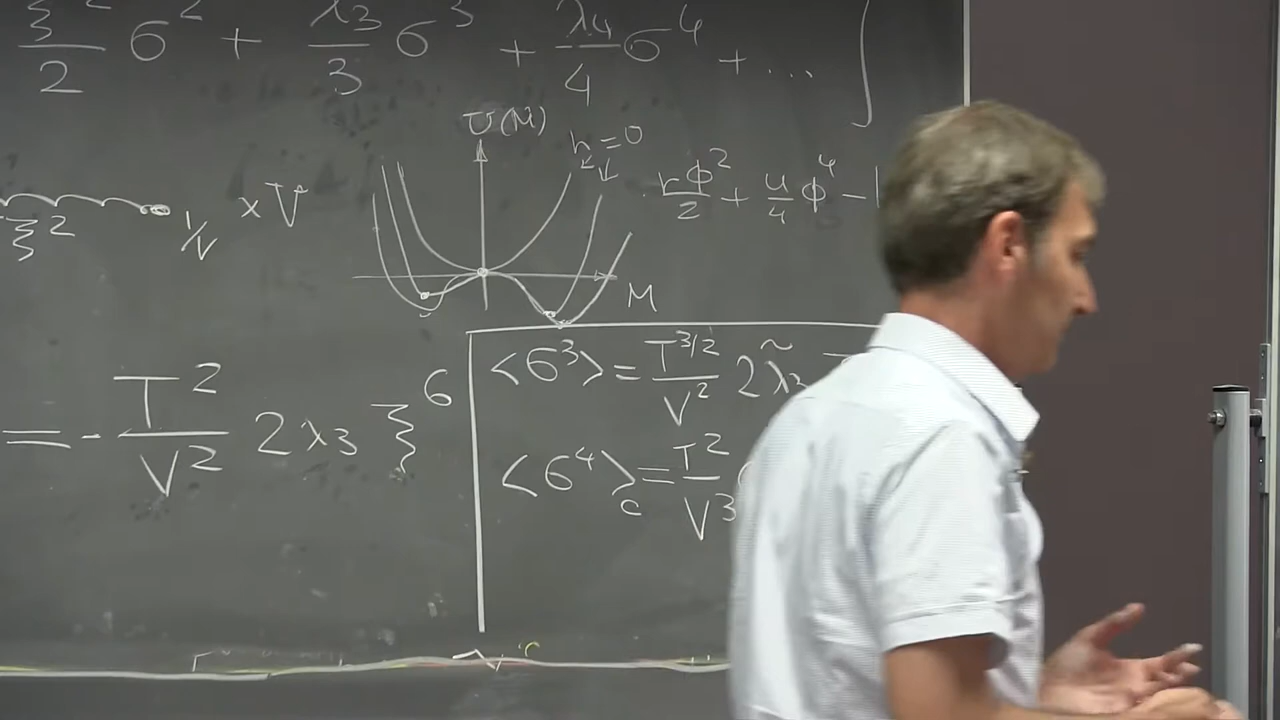 ξ²/2 σ² + λ₃/3 σ³ + λ₄/4 σ⁴ + ... ]
U(M)
h = 0
rφ²/2 + u/4 φ⁴ −
ξ² 1/V × V
M
= - T²/V² 2λ₃ ξ⁶
<σ³> = T^{3/2}/V² 2λ̃₃
<σ⁴>_c = T²/V³